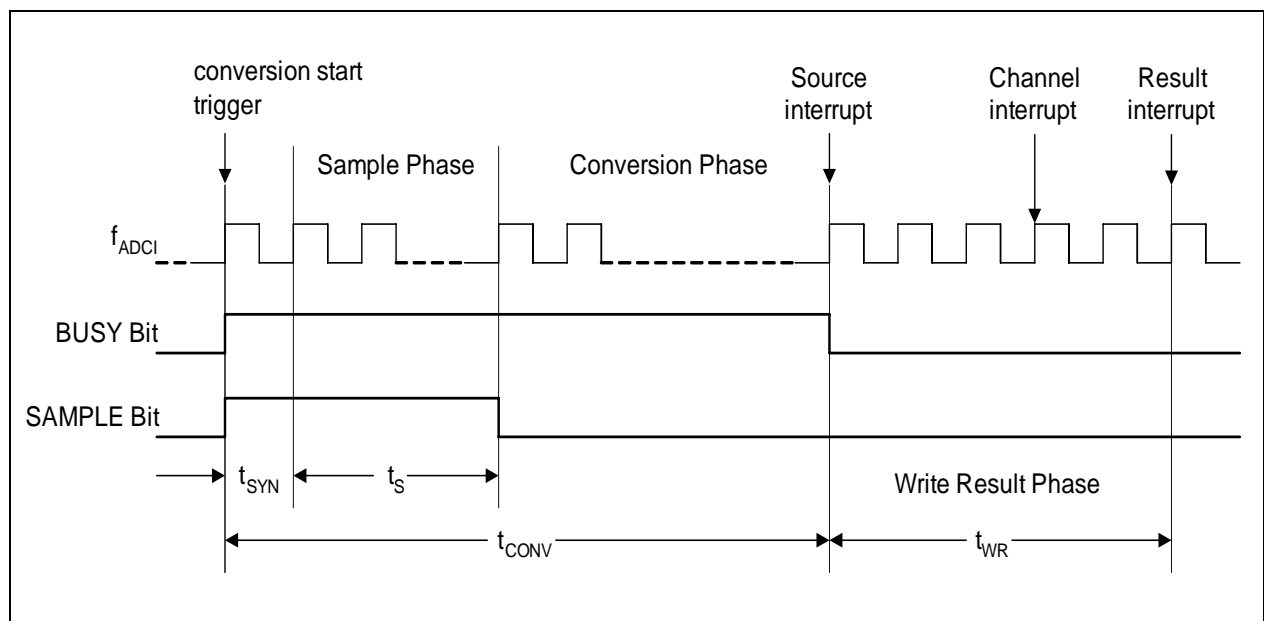 conversion start
trigger
Source
interrupt
Channel
interrupt
Result
interrupt
Sample Phase
Conversion Phase
fADCI
BUSY Bit
SAMPLE Bit
tSYN
tS
Write Result Phase
tCONV
tWR